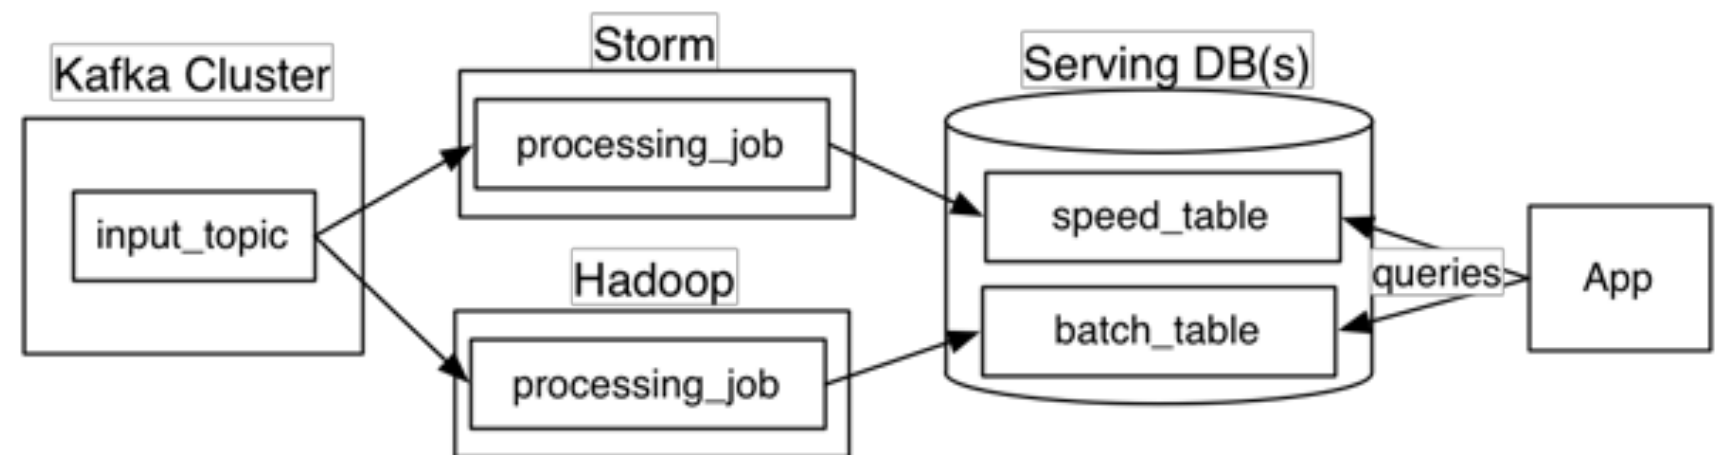 Kafka Cluster
input_topic
Storm
processing_job
Hadoop
processing_job
Serving DB(s)
speed_table
batch_table
queries
App